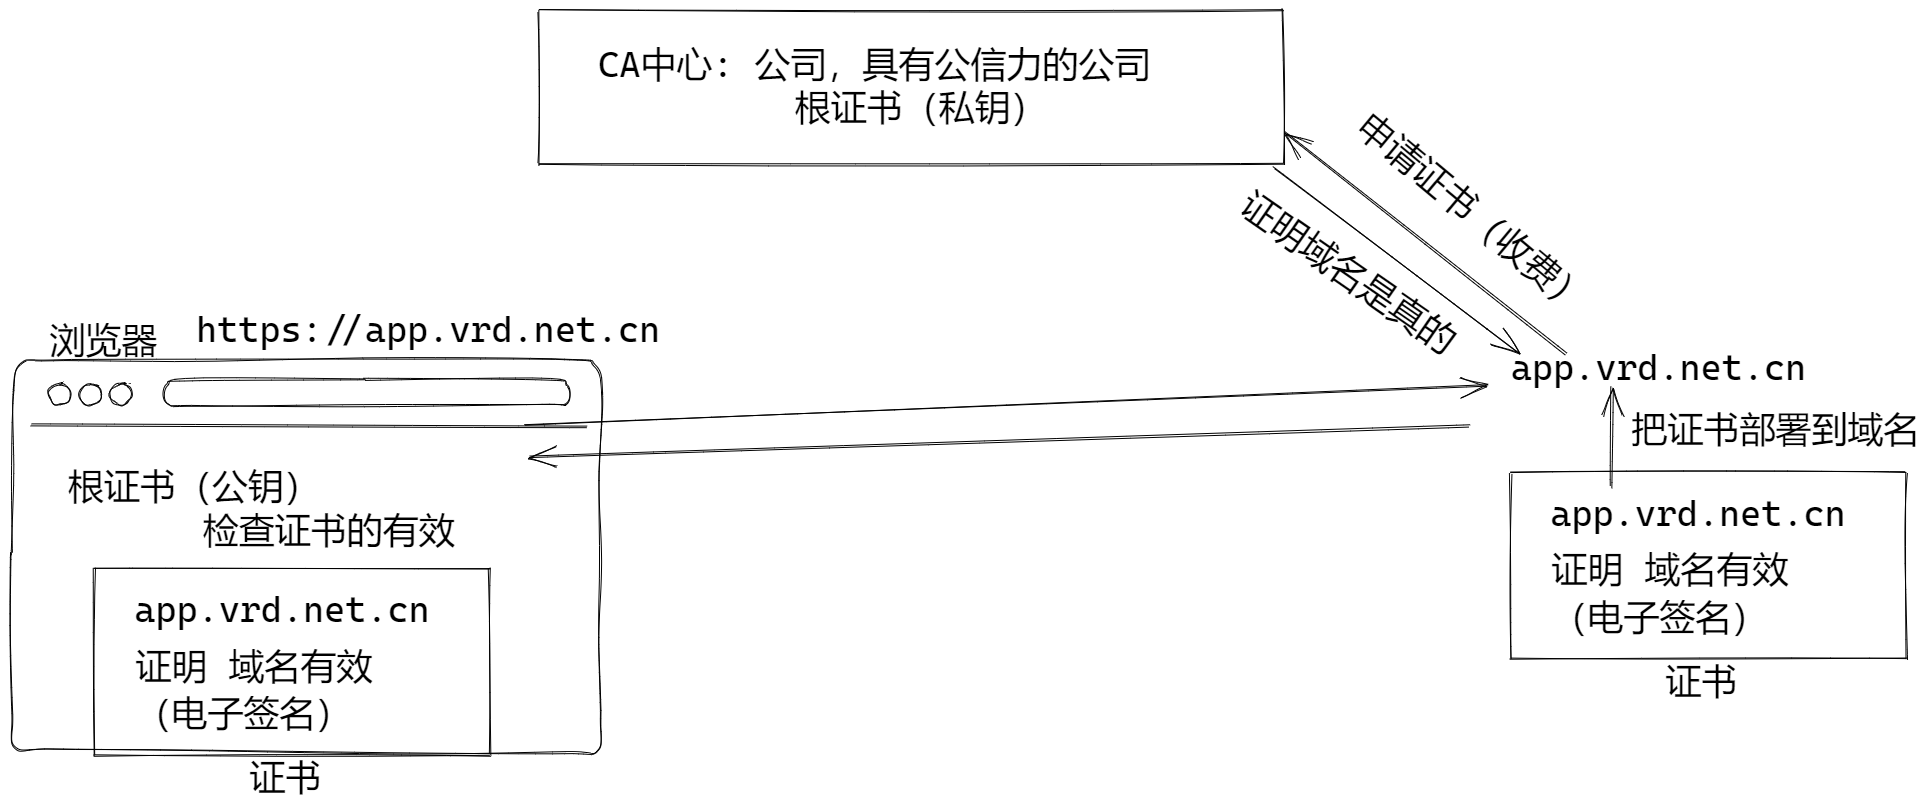 CA中心: 公司，具有公信力的公司
根证书（私钥）
申请证书（收费）
证明域名是真的
浏览器
https://app.vrd.net.cn
app.vrd.net.cn
把证书部署到域名
根证书（公钥）
检查证书的有效
app.vrd.net.cn
证明 域名有效
（电子签名）
证书
app.vrd.net.cn
证明 域名有效
（电子签名）
证书